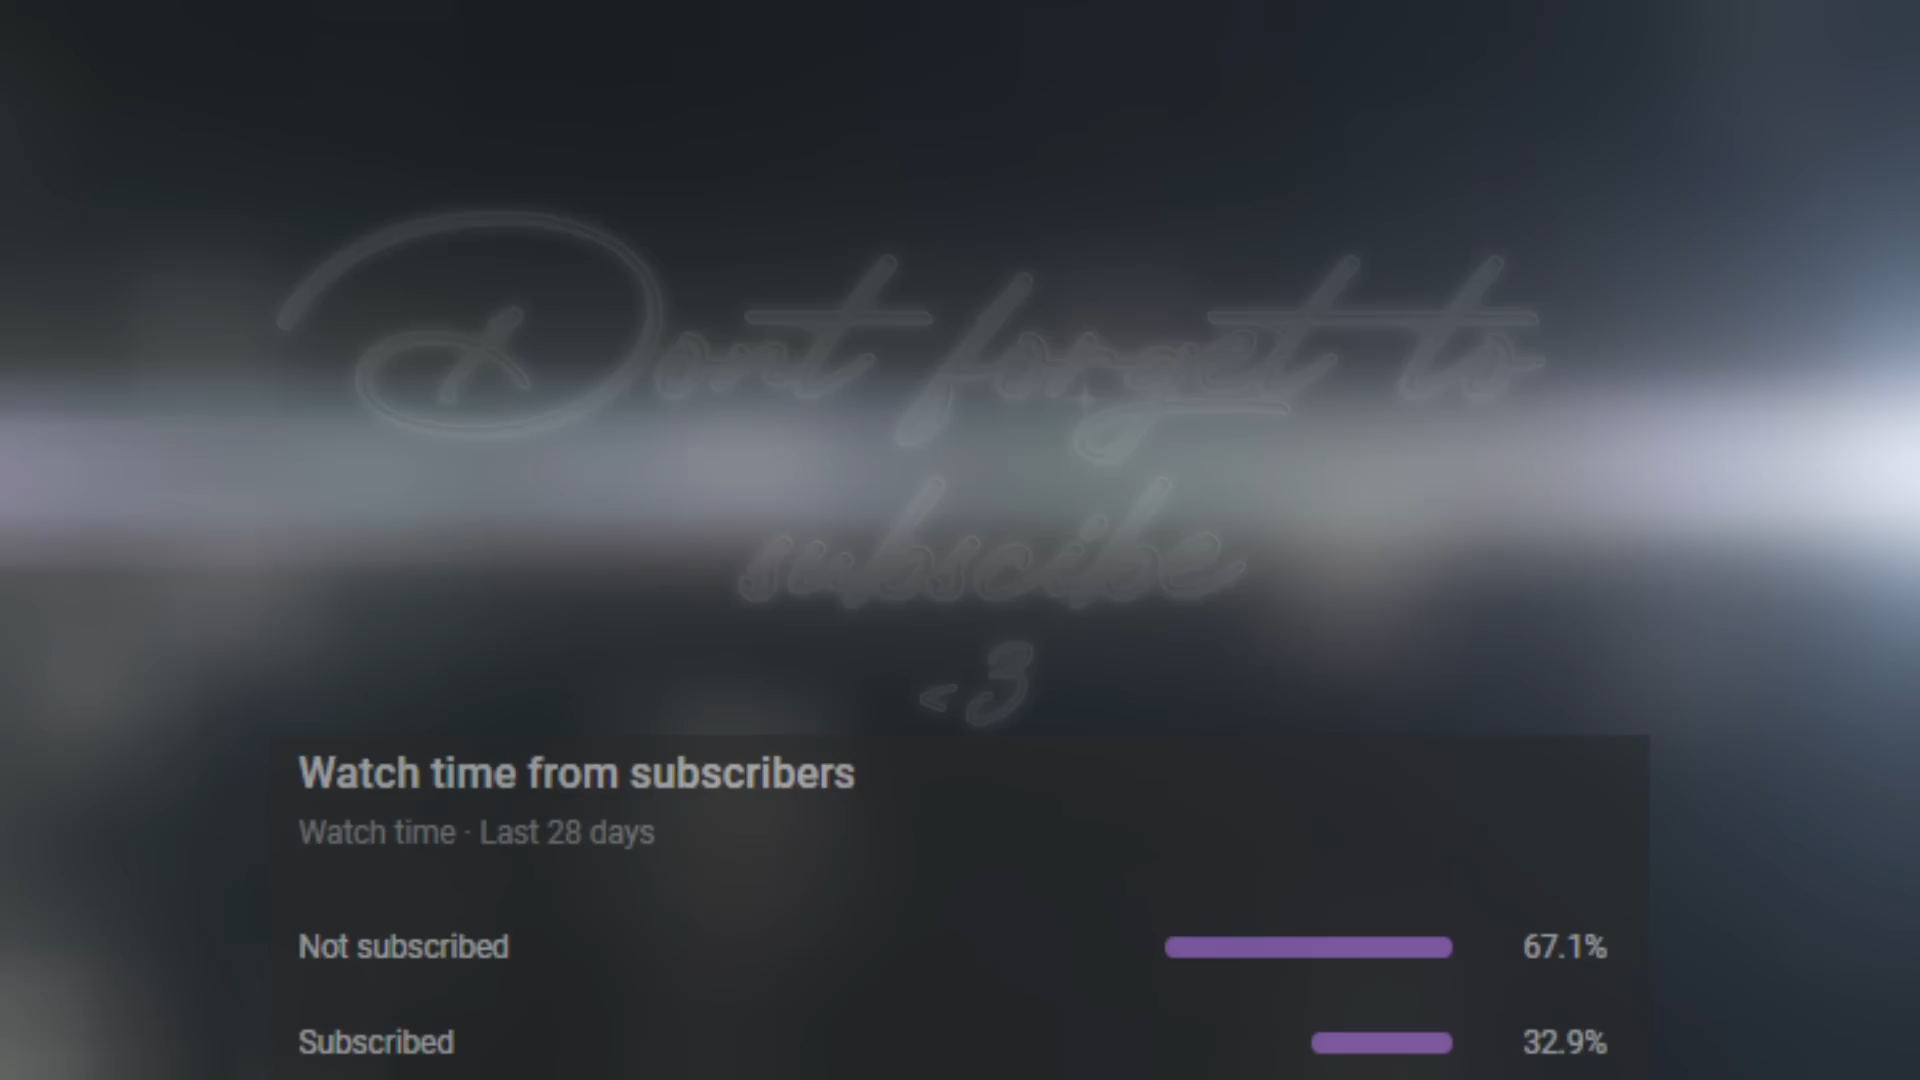 Dont forget to
subscibe
<3
Watch time from subscribers
Watch time · Last 28 days
Not subscribed 67.1%
Subscribed 32.9%